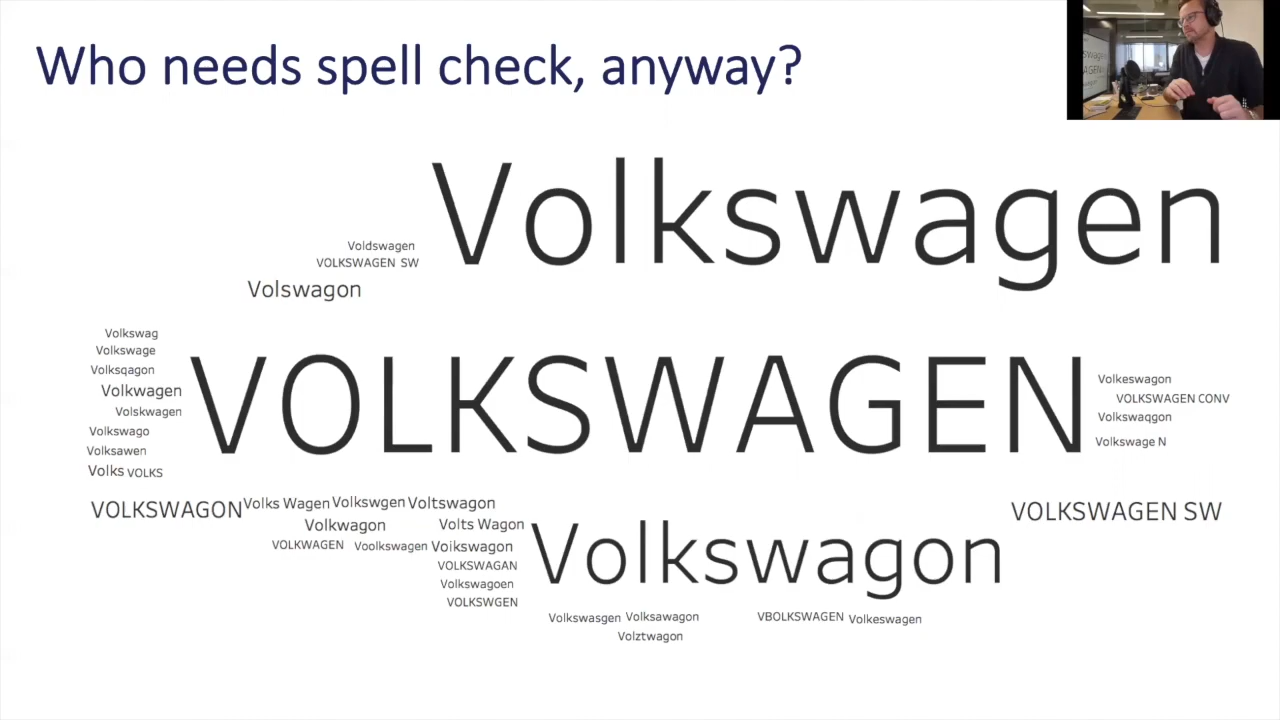 Who needs spell check, anyway?
Volkswagen
Voldswagen
VOLKSWAGEN SW
Volswagon
Volkswag
Volkswage
Volksqagon
Volkwagen
Volskwagen
Volkswago
Volksawen
Volks VOLKS
VOLKSWAGEN
Volkeswagon
VOLKSWAGEN CONV
Volkswaqgon
Volkswage N
VOLKSWAGON Volks Wagen Volkswgen Voltswagon
VOLKSWAGEN SW
Volkwagon Volts Wagon
VOLKWAGEN Voolkswagen Voikswagon
Volkswagon
VOLKSWAGAN
Volkswagoen
VOLKSWGEN
Volkswasgen Volksawagon VBOLKSWAGEN Volkeswagen
Volztwagon